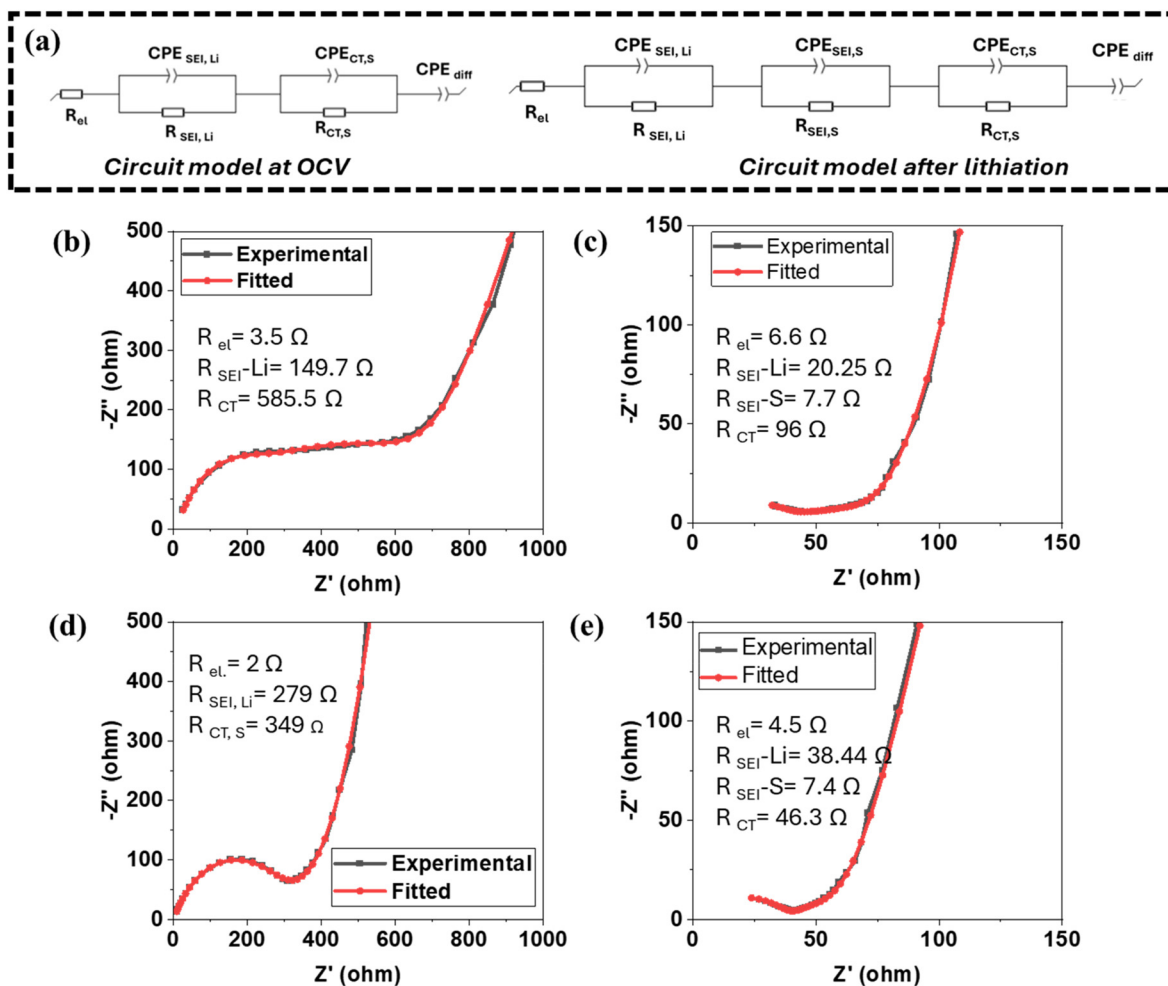 (a)
CPE SEI, Li
CPE CT,S
CPE diff
R el
R SEI, Li
R CT,S
Circuit model at OCV
CPE SEI, Li
CPE SEI,S
CPE CT,S
CPE diff
R el
R SEI, Li
R SEI,S
R CT,S
Circuit model after lithiation
(b)
500
400
300
200
100
0
-Z'' (ohm)
Experimental
Fitted
R el = 3.5 Ω
R SEI-Li= 149.7 Ω
R CT= 585.5 Ω
0 200 400 600 800 1000
Z' (ohm)
(c)
150
100
50
0
-Z'' (ohm)
Experimental
Fitted
R el= 6.6 Ω
R SEI-Li= 20.25 Ω
R SEI-S= 7.7 Ω
R CT= 96 Ω
0 50 100 150
Z' (ohm)
(d)
500
400
300
200
100
0
-Z'' (ohm)
R el.= 2 Ω
R SEI, Li= 279 Ω
R CT, S= 349 Ω
Experimental
Fitted
0 200 400 600 800 1000
Z' (ohm)
(e)
150
100
50
0
-Z'' (ohm)
Experimental
Fitted
R el= 4.5 Ω
R SEI-Li= 38.44 Ω
R SEI-S= 7.4 Ω
R CT= 46.3 Ω
0 50 100 150
Z' (ohm)